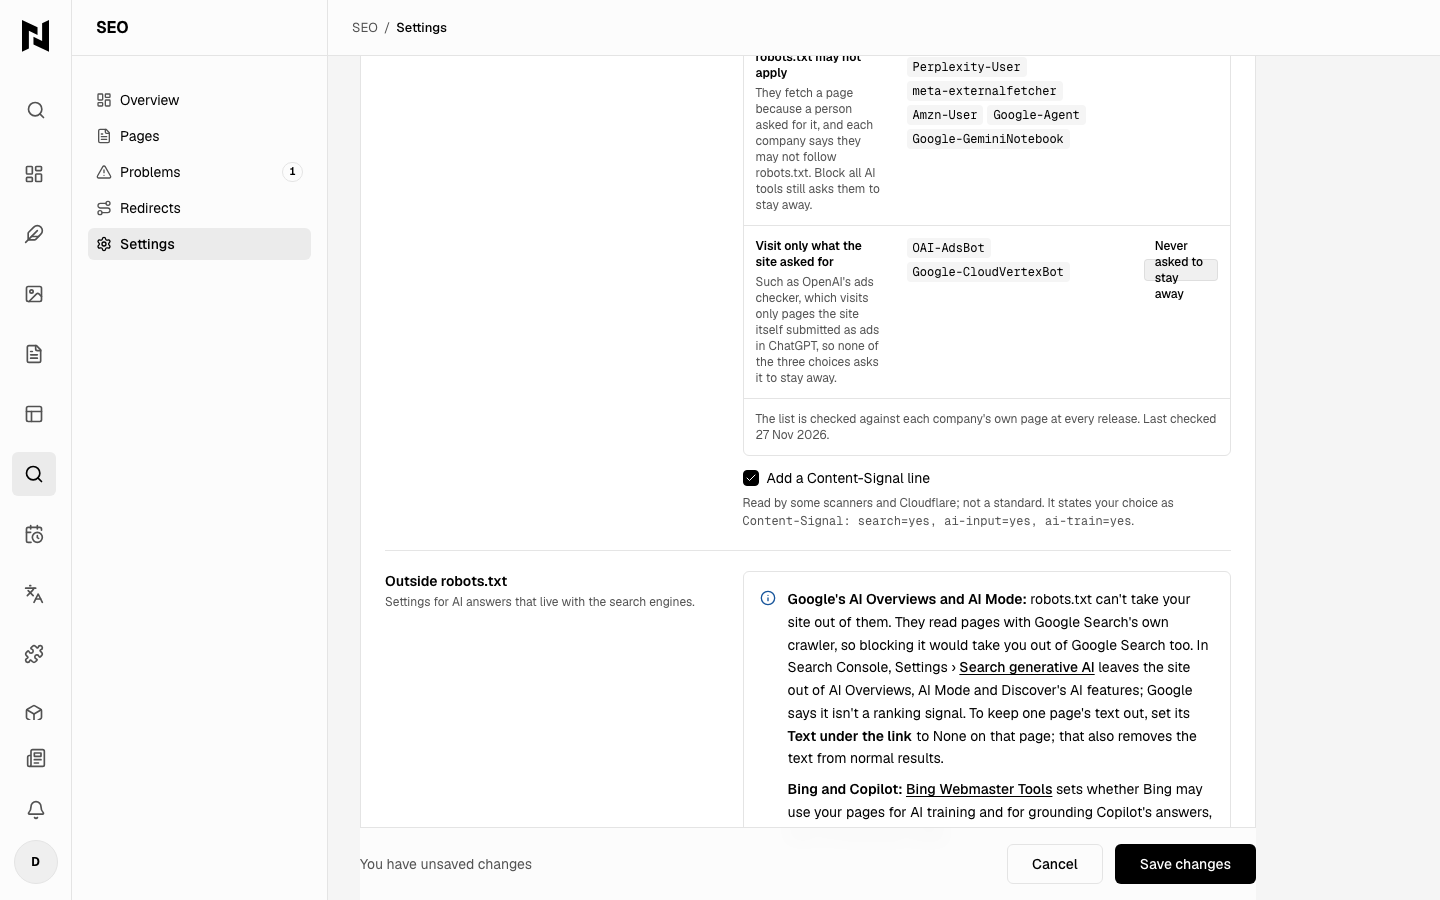 SEO
SEO / Settings
Overview
Pages
Problems 1
Redirects
Settings
D
robots.txt may not
apply
They fetch a page
because a person
asked for it, and each
company says they
may not follow
robots.txt. Block all AI
tools still asks them to
stay away.
Perplexity-User
meta-externalfetcher
Amzn-User Google-Agent
Google-GeminiNotebook
Visit only what the
site asked for
Such as OpenAI's ads
checker, which visits
only pages the site
itself submitted as ads
in ChatGPT, so none of
the three choices asks
it to stay away.
OAI-AdsBot
Google-CloudVertexBot
Never
asked to
stay
away
The list is checked against each company's own page at every release. Last checked
27 Nov 2026.
Add a Content-Signal line
Read by some scanners and Cloudflare; not a standard. It states your choice as
Content-Signal: search=yes, ai-input=yes, ai-train=yes.
Outside robots.txt
Settings for AI answers that live with the search engines.
Google's AI Overviews and AI Mode: robots.txt can't take your
site out of them. They read pages with Google Search's own
crawler, so blocking it would take you out of Google Search too. In
Search Console, Settings › Search generative AI leaves the site
out of AI Overviews, AI Mode and Discover's AI features; Google
says it isn't a ranking signal. To keep one page's text out, set its
Text under the link to None on that page; that also removes the
text from normal results.
Bing and Copilot: Bing Webmaster Tools sets whether Bing may
use your pages for AI training and for grounding Copilot's answers,
You have unsaved changes
Cancel
Save changes